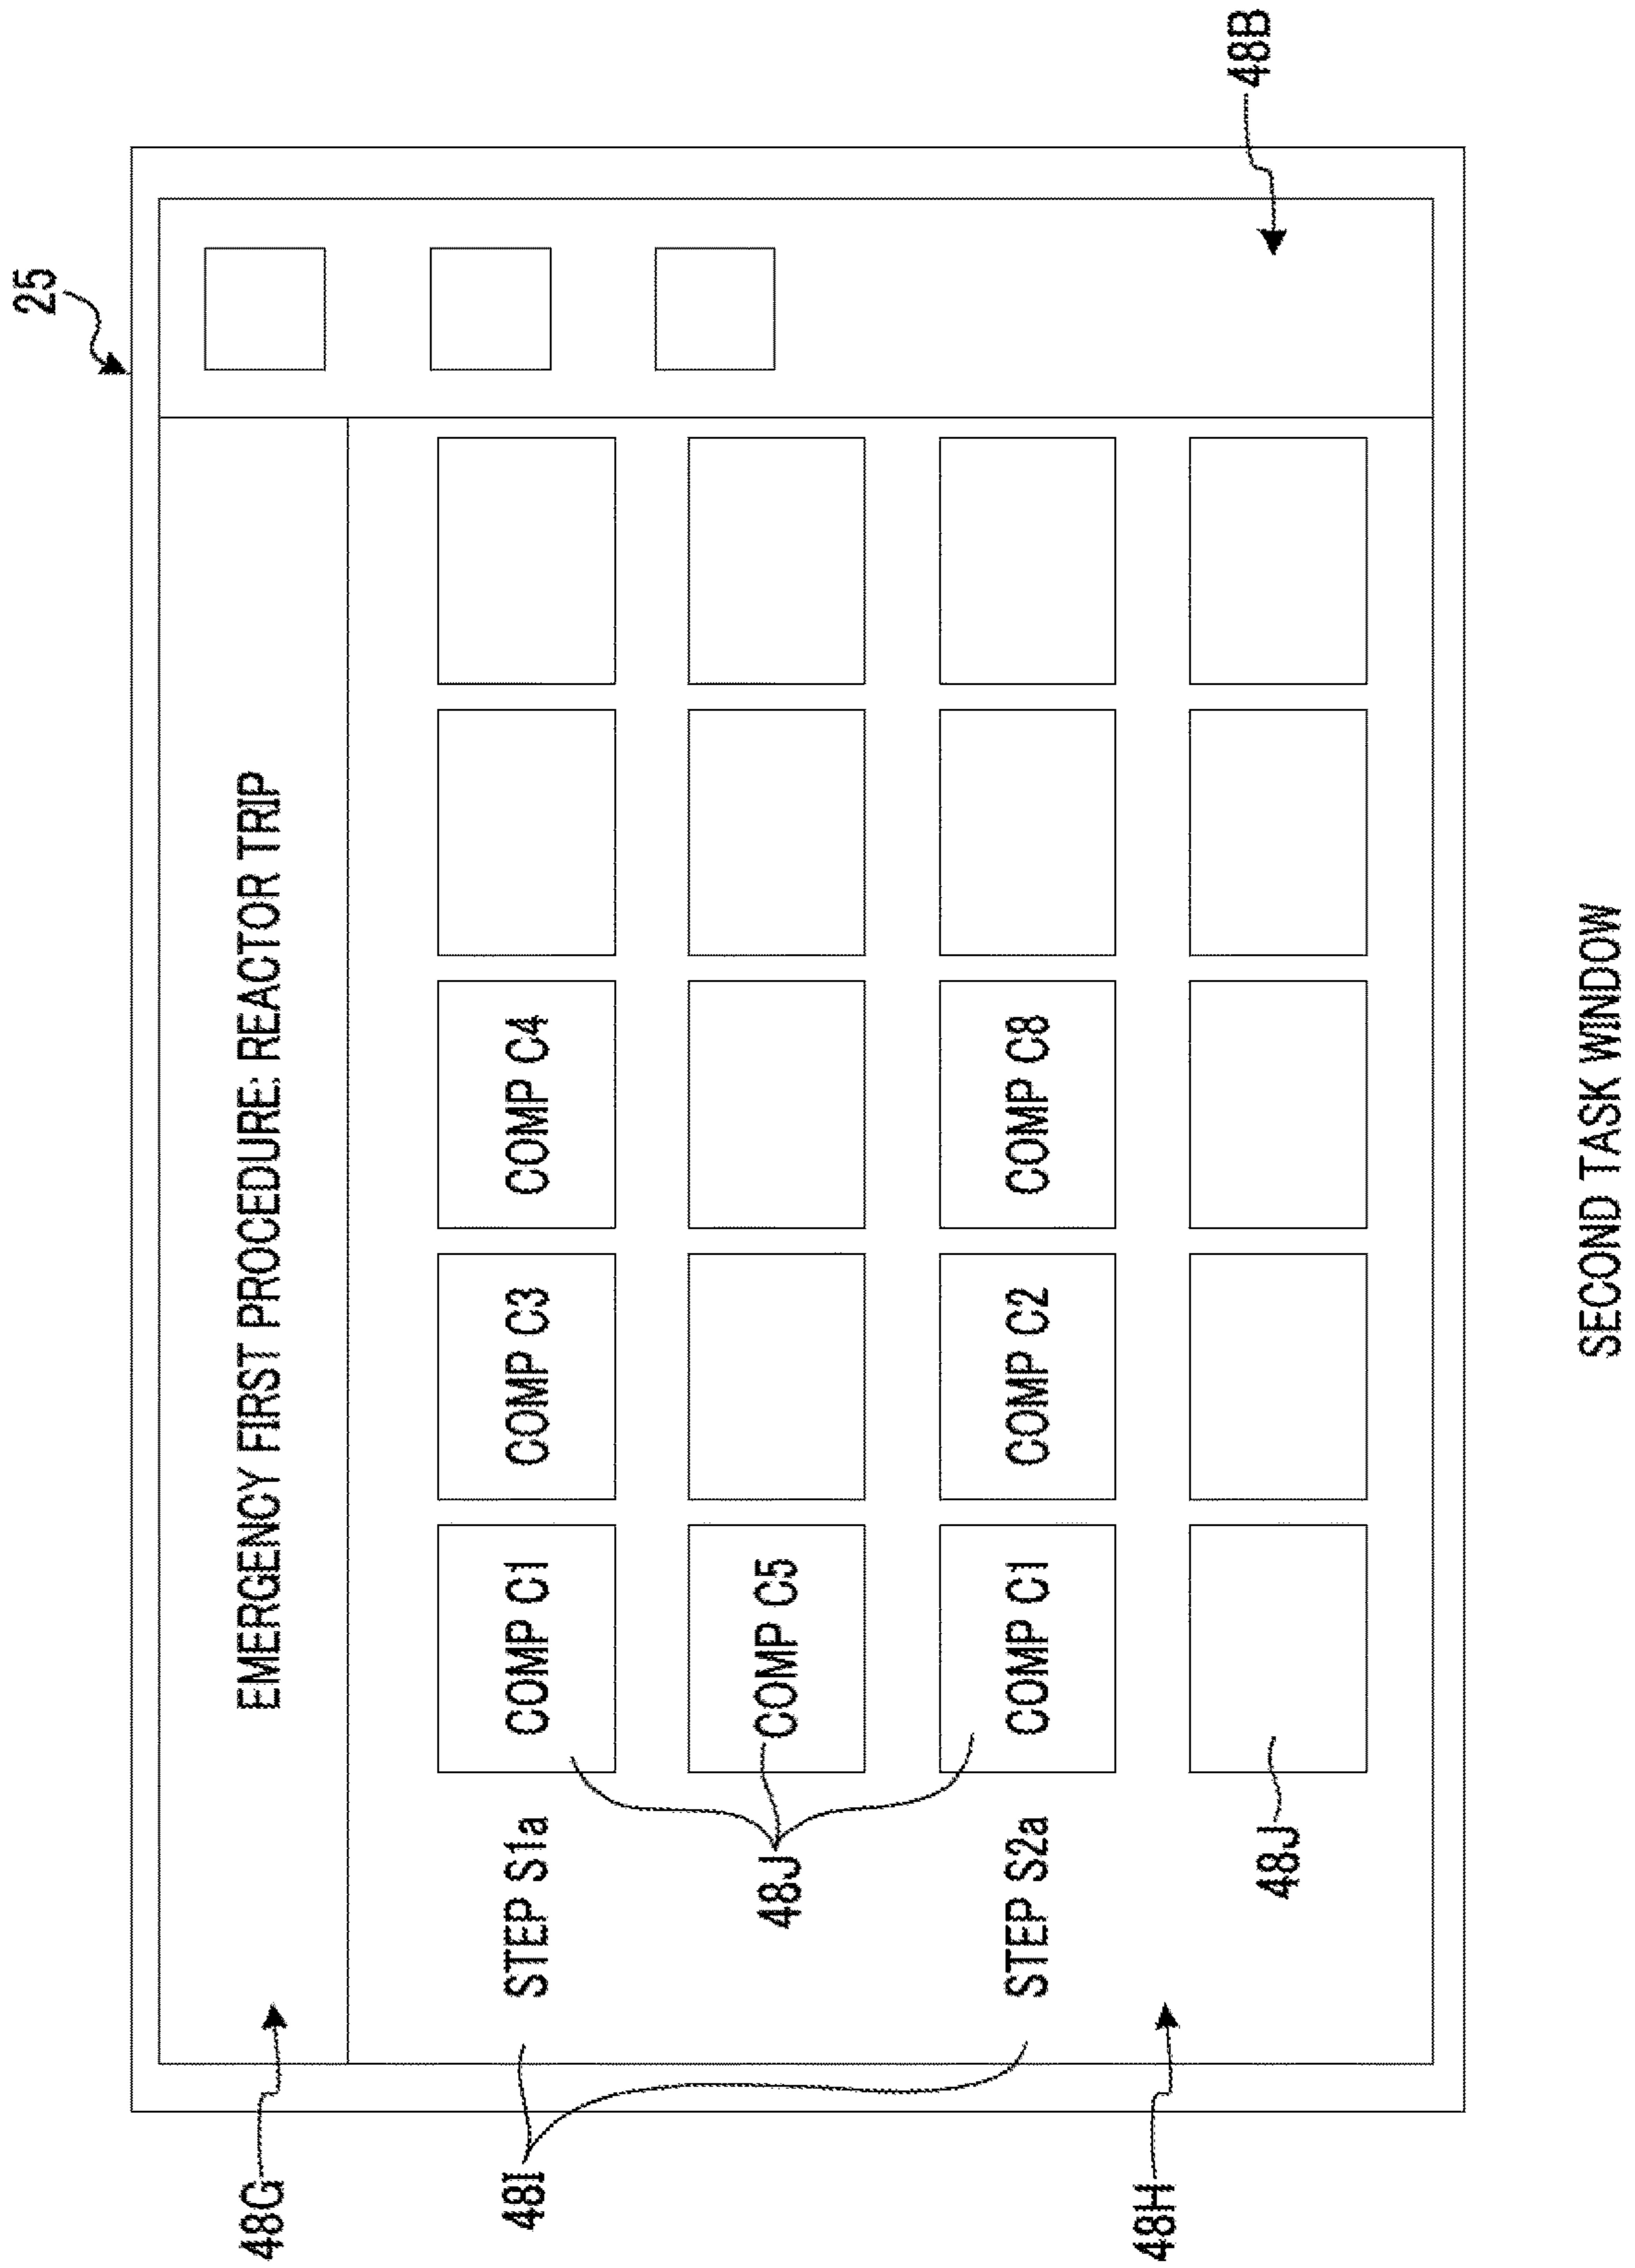 25
48G EMERGENCY FIRST PROCEDURE: REACTOR TRIP
48I STEP S1a COMP C1 COMP C3 COMP C4
48J COMP C5
STEP S2a COMP C1 COMP C2 COMP C8
48H
48J 48B
SECOND TASK WINDOW